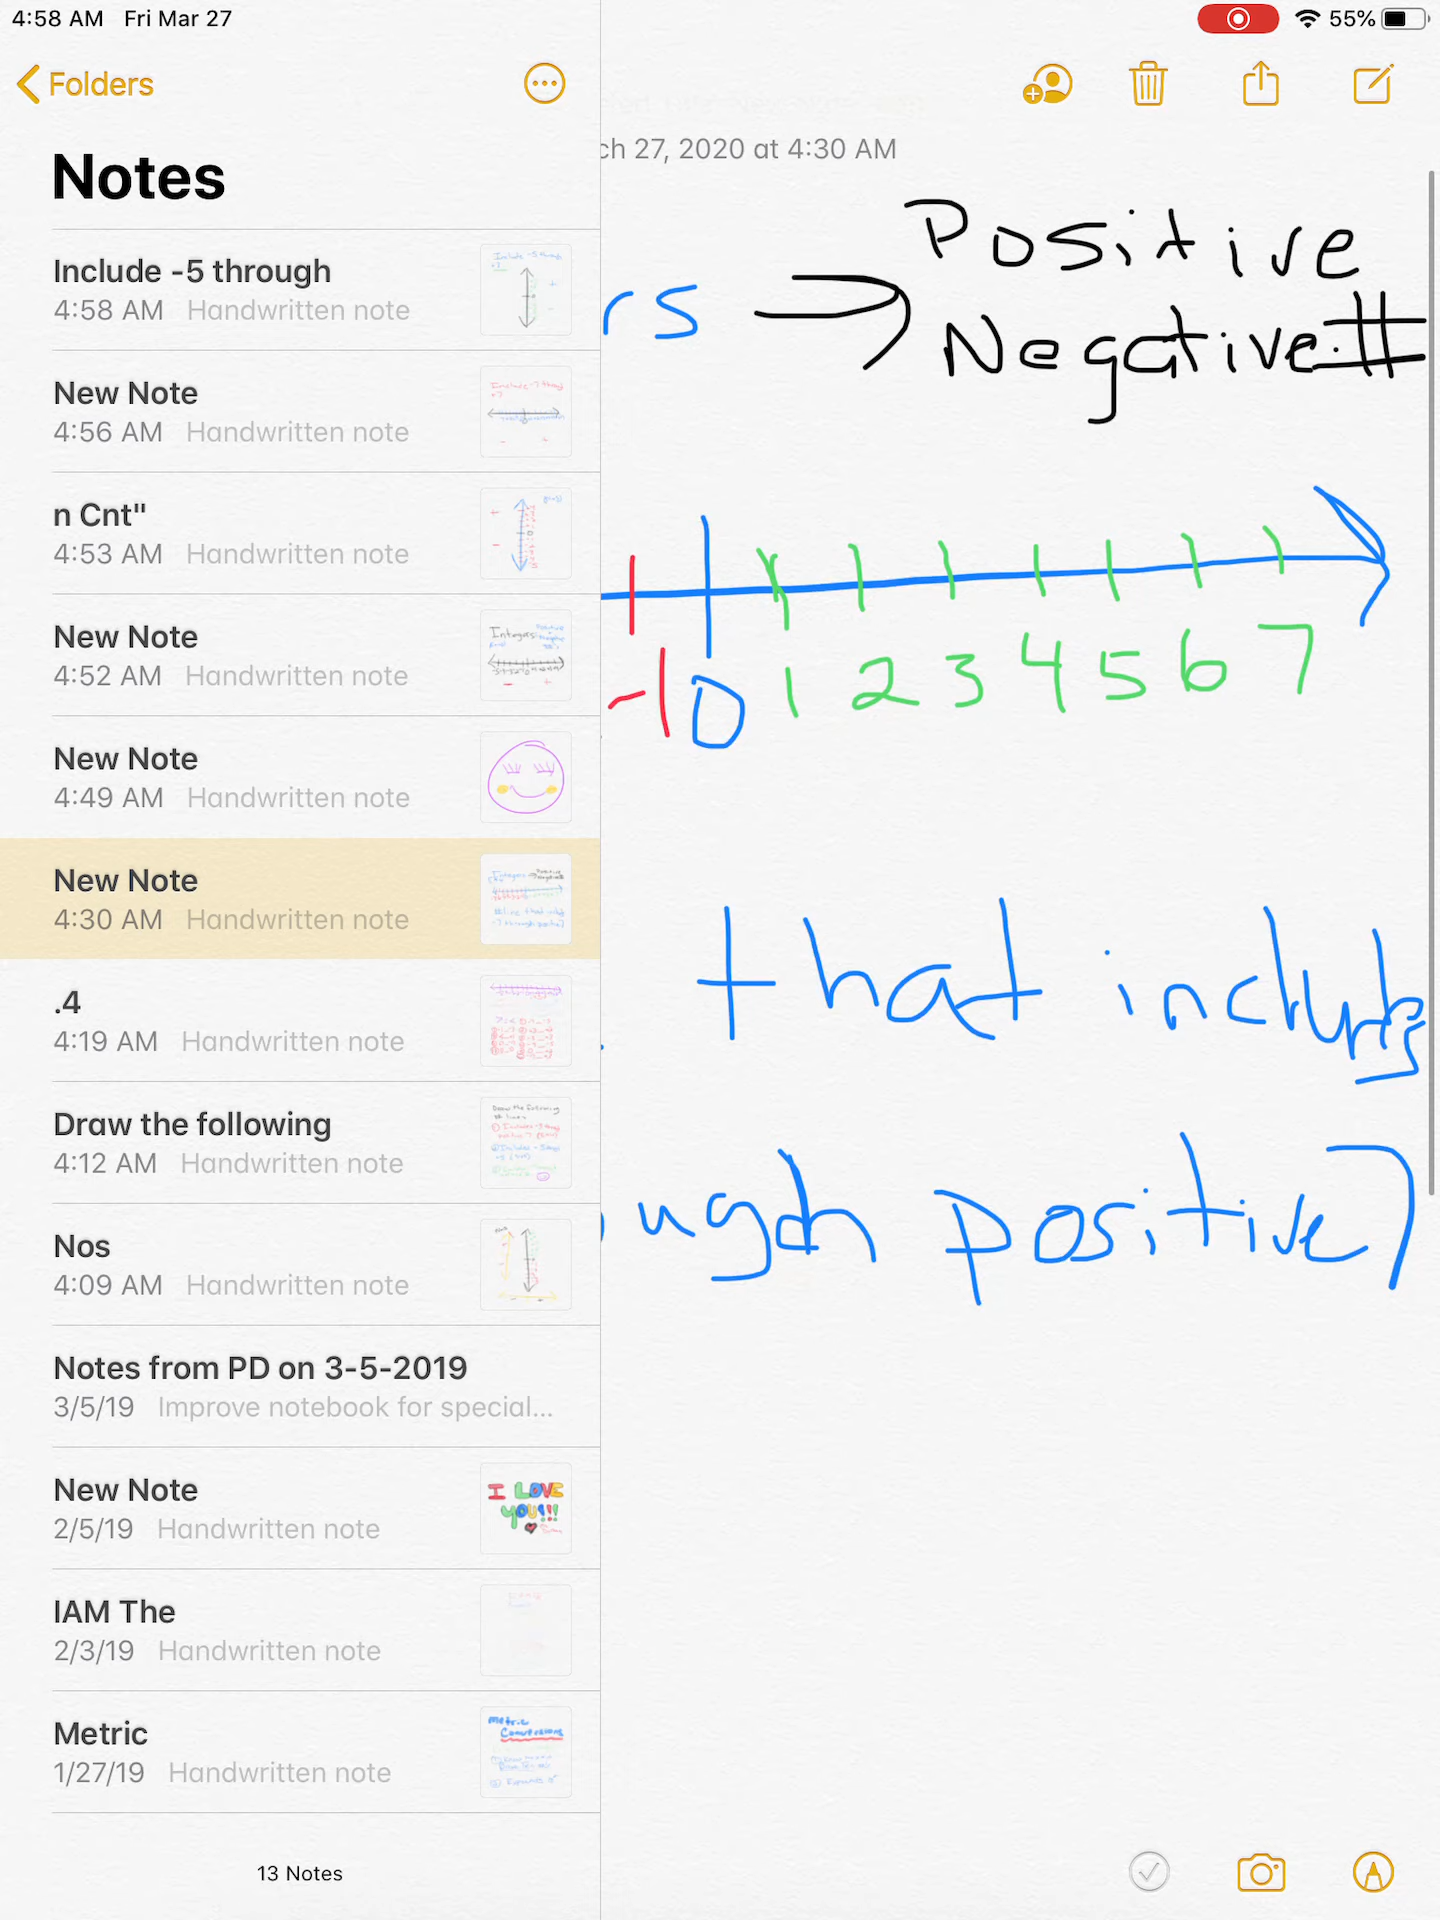 4:58 AM Fri Mar 27
55%
Folders
Notes
Include -5 through
4:58 AM Handwritten note
New Note
4:56 AM Handwritten note
n Cnt"
4:53 AM Handwritten note
New Note
4:52 AM Handwritten note
New Note
4:49 AM Handwritten note
New Note
4:30 AM Handwritten note
.4
4:19 AM Handwritten note
Draw the following
4:12 AM Handwritten note
Nos
4:09 AM Handwritten note
Notes from PD on 3-5-2019
3/5/19 Improve notebook for special...
New Note
2/5/19 Handwritten note
I LOVE
YOU!!!
IAM The
2/3/19 Handwritten note
Metric
1/27/19 Handwritten note
13 Notes
ch 27, 2020 at 4:30 AM
Positive
rs
Negative #
-1 0 1 2 3 4 5 6 7
that includes
ough positive 7